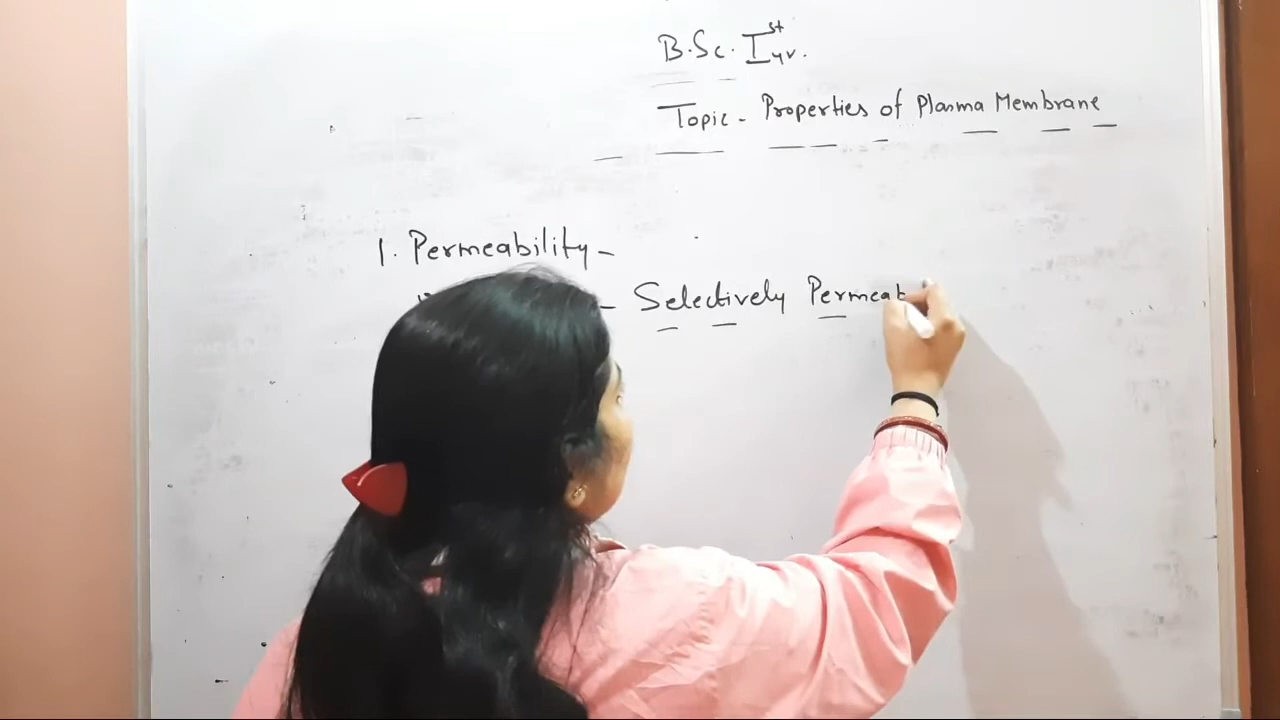 B.Sc. Ist yr.
Topic - Properties of Plasma Membrane
1. Permeability -
- Selectively Permeab